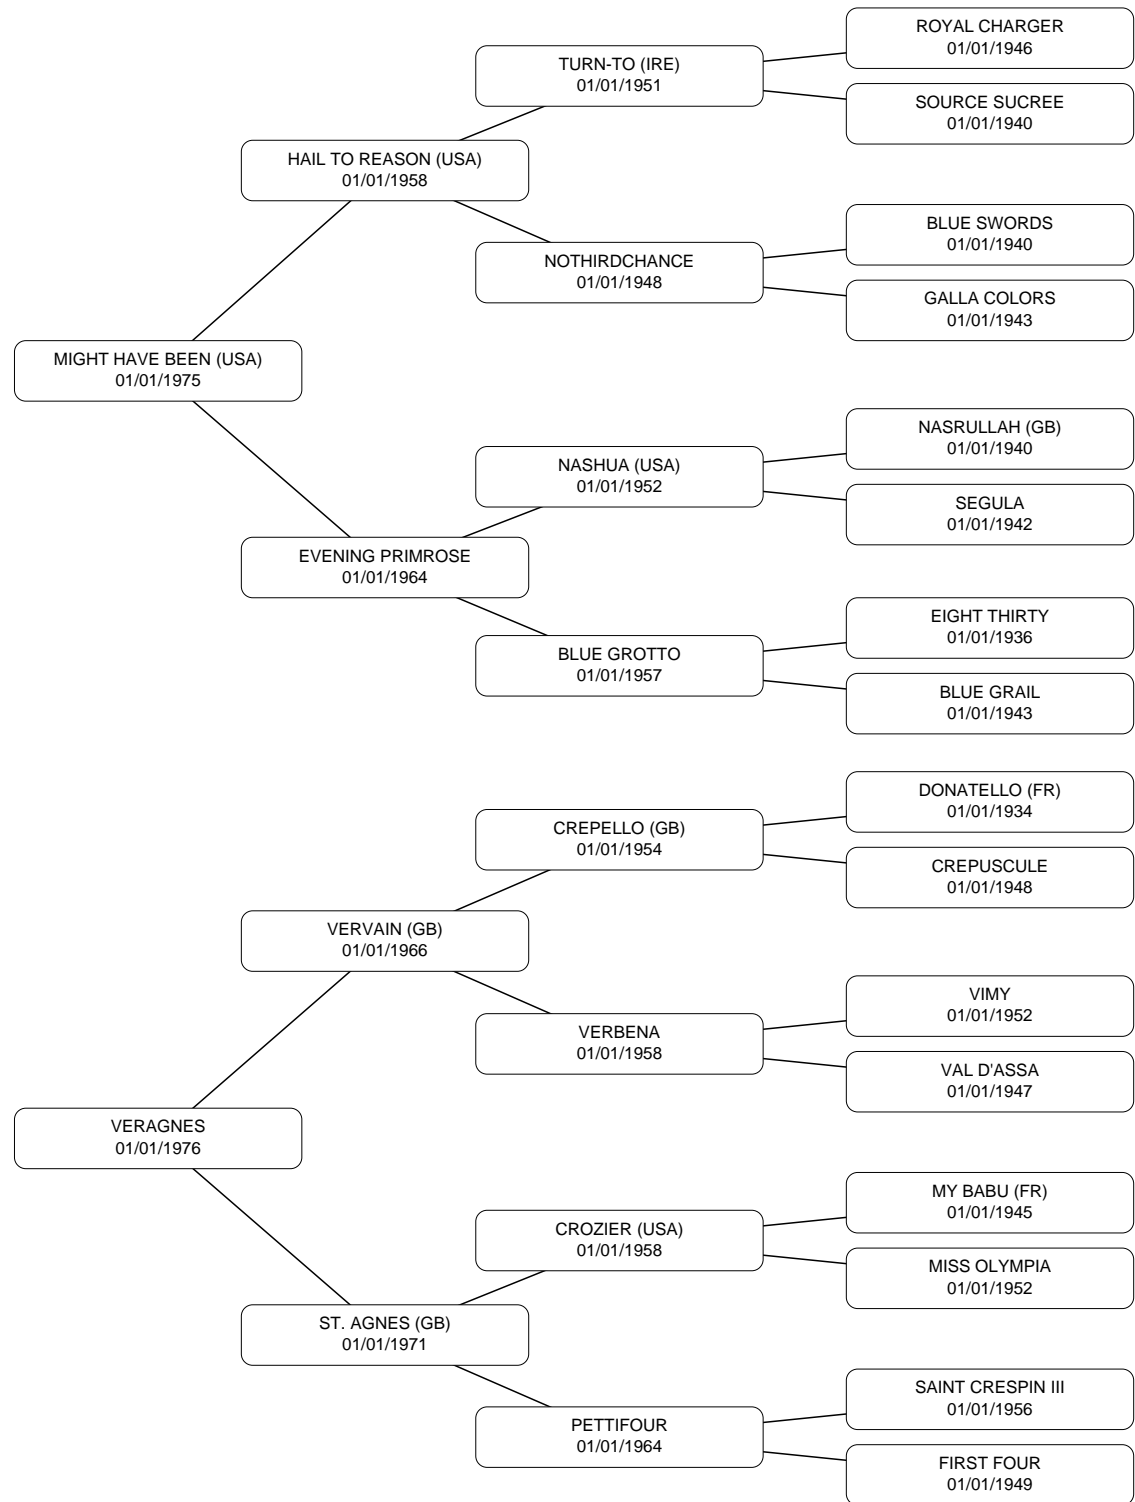 ROYAL CHARGER
01/01/1946
TURN-TO (IRE)
01/01/1951
SOURCE SUCREE
01/01/1940
HAIL TO REASON (USA)
01/01/1958
BLUE SWORDS
01/01/1940
NOTHIRDCHANCE
01/01/1948
GALLA COLORS
01/01/1943
MIGHT HAVE BEEN (USA)
01/01/1975
NASRULLAH (GB)
01/01/1940
NASHUA (USA)
01/01/1952
SEGULA
01/01/1942
EVENING PRIMROSE
01/01/1964
EIGHT THIRTY
01/01/1936
BLUE GROTTO
01/01/1957
BLUE GRAIL
01/01/1943
DONATELLO (FR)
01/01/1934
CREPELLO (GB)
01/01/1954
CREPUSCULE
01/01/1948
VERVAIN (GB)
01/01/1966
VIMY
01/01/1952
VERBENA
01/01/1958
VAL D'ASSA
01/01/1947
VERAGNES
01/01/1976
MY BABU (FR)
01/01/1945
CROZIER (USA)
01/01/1958
MISS OLYMPIA
01/01/1952
ST. AGNES (GB)
01/01/1971
SAINT CRESPIN III
01/01/1956
PETTIFOUR
01/01/1964
FIRST FOUR
01/01/1949